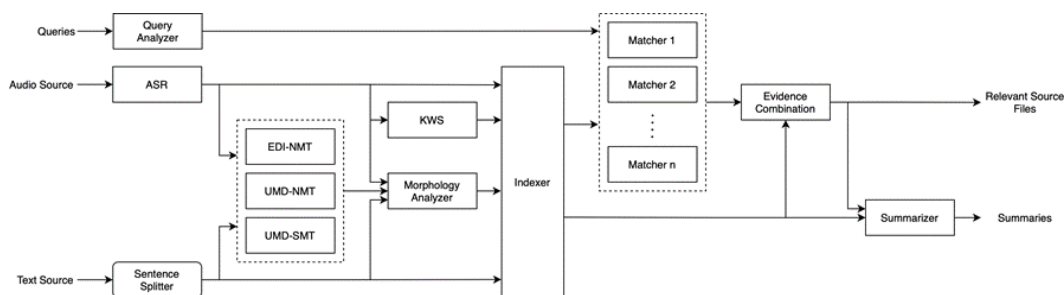 Queries
Query
Analyzer
Matcher 1
Audio Source
ASR
Matcher 2
Evidence
Combination
Relevant Source
Files
KWS
EDI-NMT
Matcher n
UMD-NMT
Morphology
Analyzer
Indexer
UMD-SMT
Summarizer
Summaries
Text Source
Sentence
Splitter